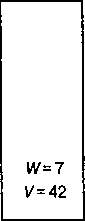 W = 7
V = 42